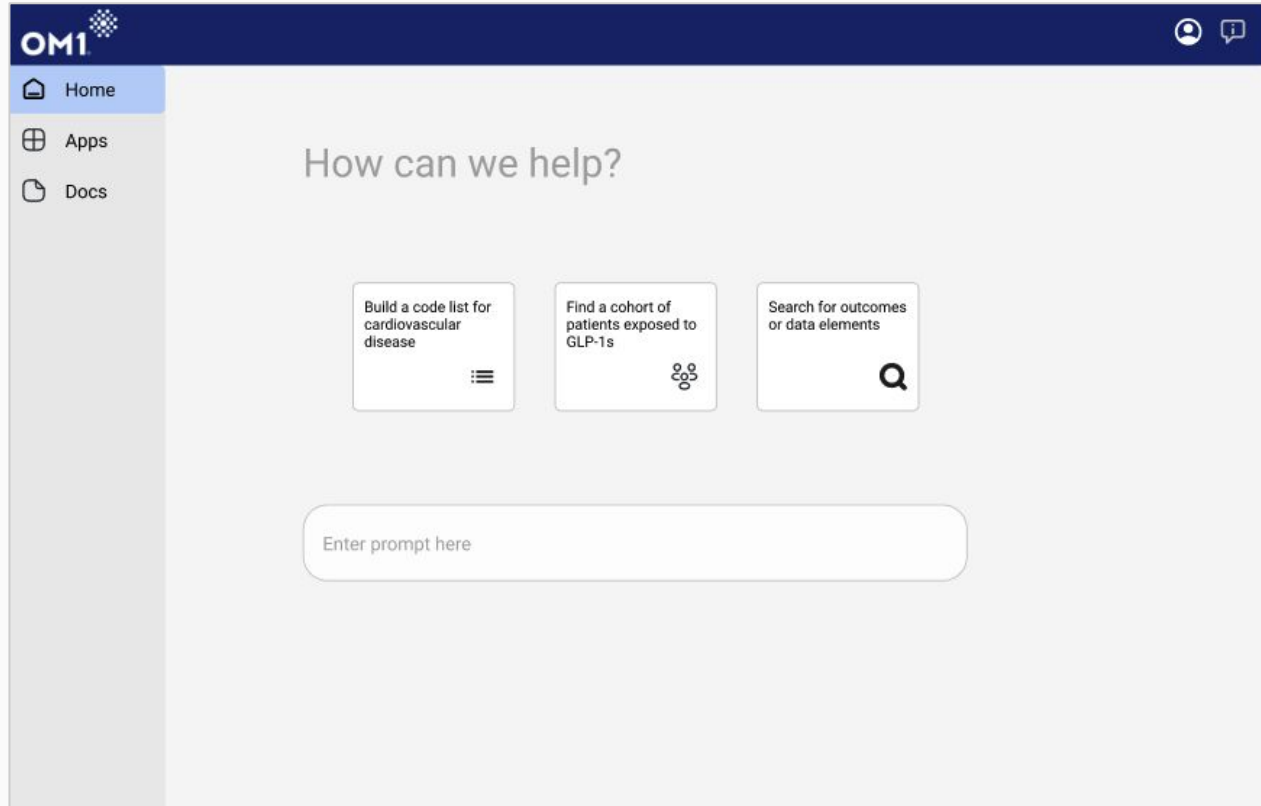 OM1
Home
Apps
Docs
How can we help?
Build a code list for
cardiovascular
disease
Find a cohort of
patients exposed to
GLP-1s
Search for outcomes
or data elements
Enter prompt here